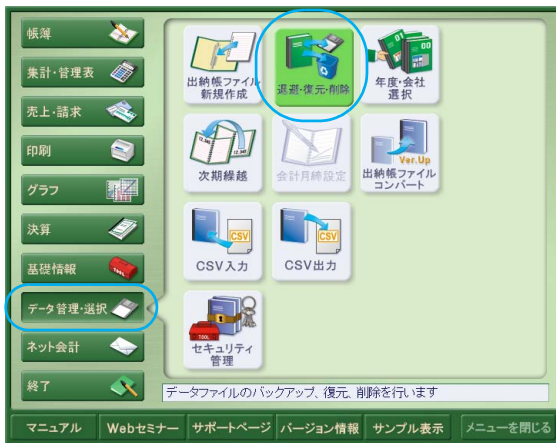 帳簿
集計･管理表
売上･請求
印刷
グラフ
決算
基礎情報
データ管理･選択
ネット会計
終了
出納帳ファイル
新規作成
退避･復元･削除
00
年度･会社
選択
12,345
12,345
次期繰越
会計月締設定
Ver.Up
出納帳ファイル
コンバート
CSV
CSV入力
CSV
CSV出力
TOOL
セキュリティ
管理
データファイルのバックアップ、復元、削除を行います
マニュアル
Webセミナー
サポートページ
バージョン情報
サンプル表示
メニューを閉じる